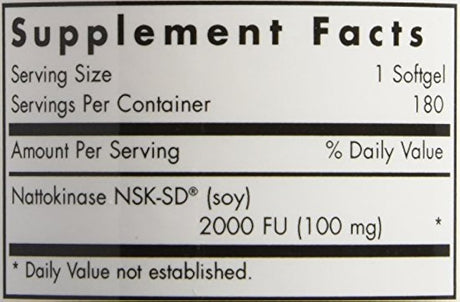 Supplement Facts
Serving Size 1 Softgel
Servings Per Container 180
Amount Per Serving % Daily Value
Nattokinase NSK-SD® (soy)
2000 FU (100 mg) *
* Daily Value not established.